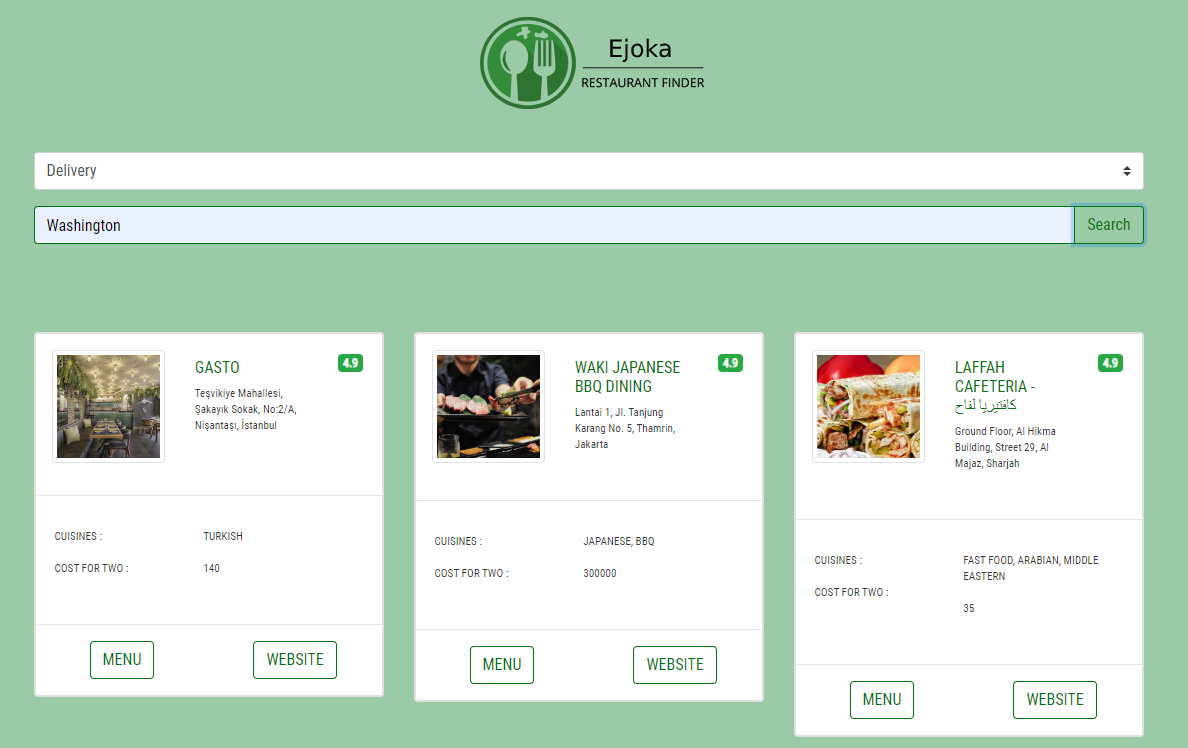 Ejoka
RESTAURANT FINDER
Delivery
Washington
Search
GASTO
4.9
Teşvikiye Mahallesi,
Şakayık Sokak, No:2/A,
Nişantaşı, İstanbul
CUISINES :
TURKISH
COST FOR TWO :
140
MENU
WEBSITE
WAKI JAPANESE
BBQ DINING
4.9
Lantai 1, Jl. Tanjung
Karang No. 5, Thamrin,
Jakarta
CUISINES :
JAPANESE, BBQ
COST FOR TWO :
300000
MENU
WEBSITE
LAFFAH
CAFETERIA -
كافتيريا لفاح
4.9
Ground Floor, Al Hikma
Building, Street 29, Al
Majaz, Sharjah
CUISINES :
FAST FOOD, ARABIAN, MIDDLE
EASTERN
COST FOR TWO :
35
MENU
WEBSITE